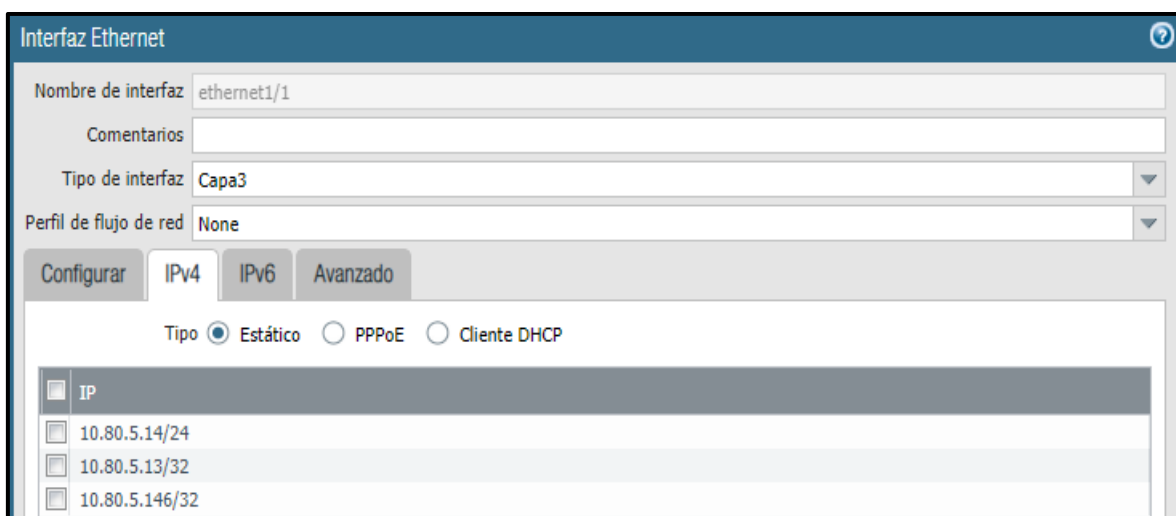 Interfaz Ethernet
Nombre de interfaz ethernet1/1
Comentarios
Tipo de interfaz Capa3
Perfil de flujo de red None
Configurar IPv4 IPv6 Avanzado
Tipo Estático PPPoE Cliente DHCP
IP
10.80.5.14/24
10.80.5.13/32
10.80.5.146/32